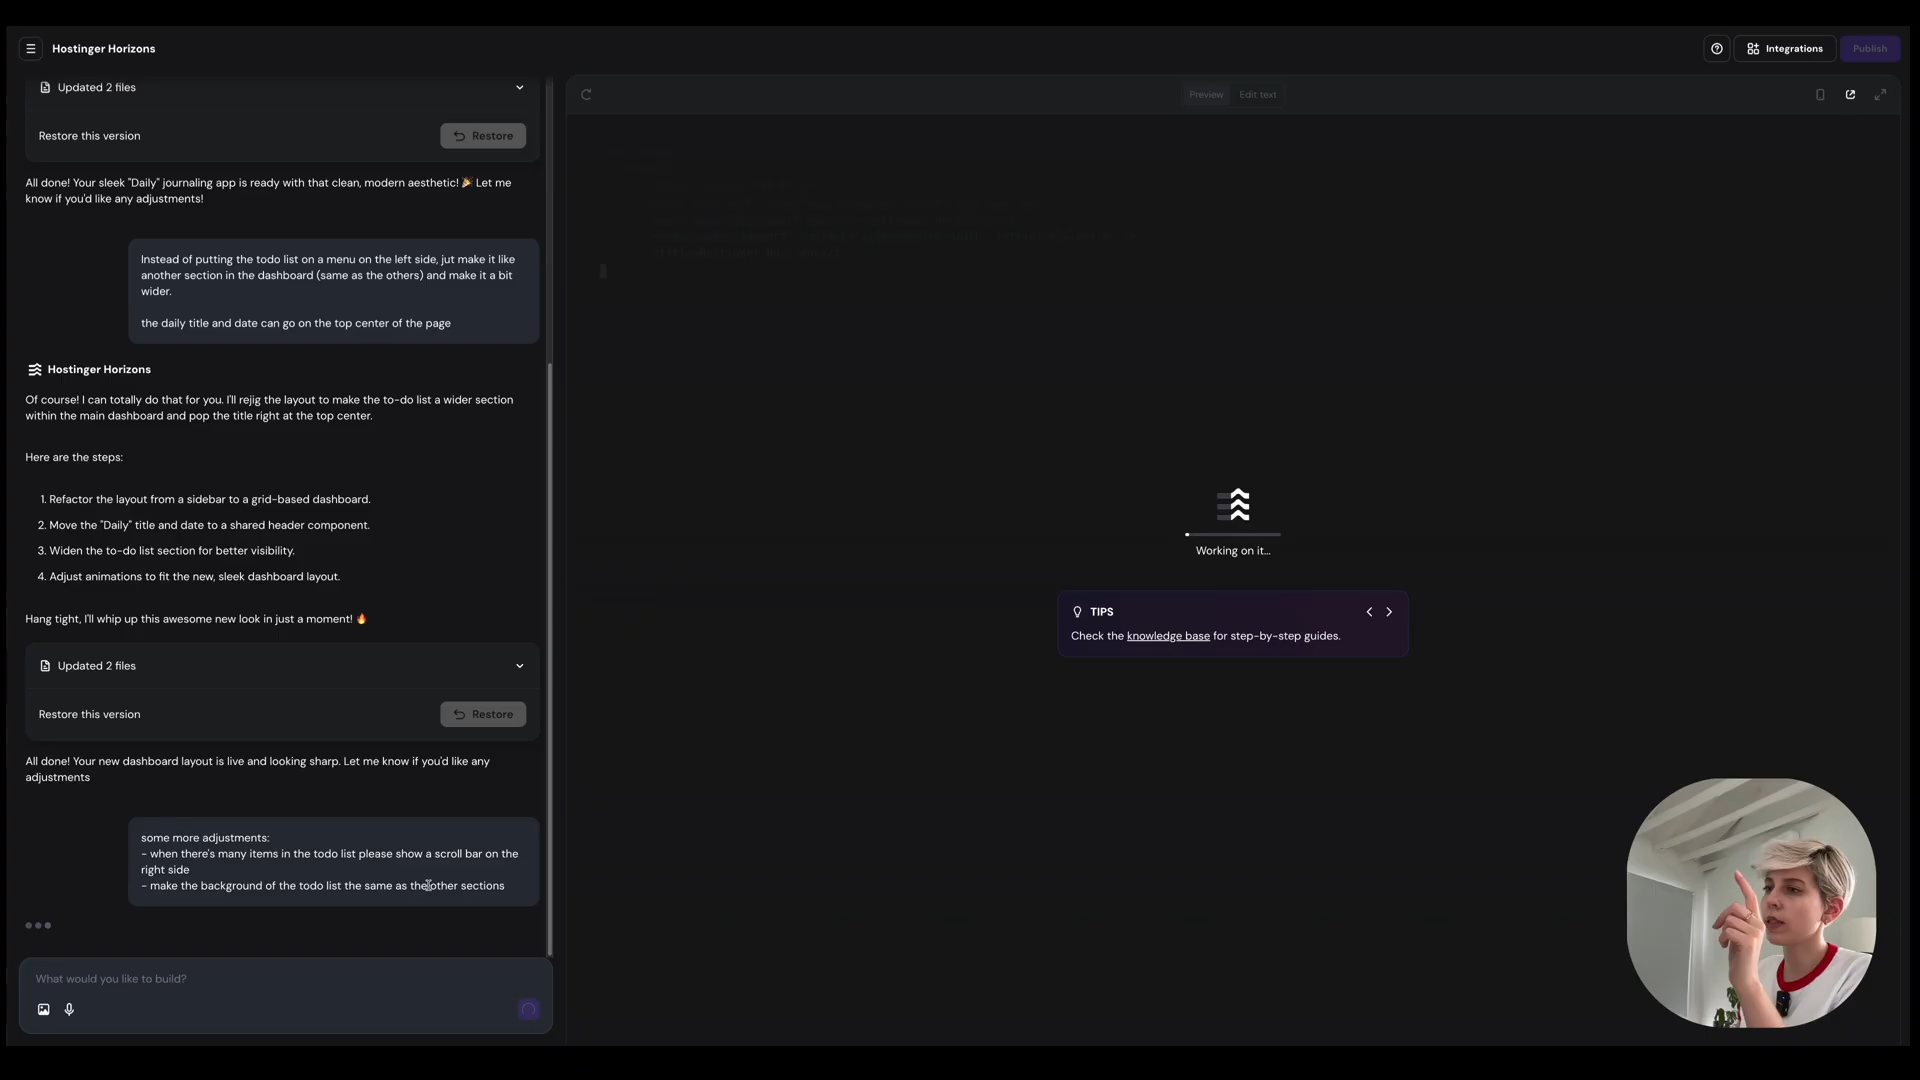 Hostinger Horizons
Integrations
Publish
Updated 2 files
Restore this version
Restore
All done! Your sleek "Daily" journaling app is ready with that clean, modern aesthetic! 🎉 Let me
know if you'd like any adjustments!
Instead of putting the todo list on a menu on the left side, jut make it like
another section in the dashboard (same as the others) and make it a bit
wider.
the daily title and date can go on the top center of the page
Hostinger Horizons
Of course! I can totally do that for you. I'll rejig the layout to make the to-do list a wider section
within the main dashboard and pop the title right at the top center.
Here are the steps:
1. Refactor the layout from a sidebar to a grid-based dashboard.
2. Move the "Daily" title and date to a shared header component.
3. Widen the to-do list section for better visibility.
4. Adjust animations to fit the new, sleek dashboard layout.
Hang tight, I'll whip up this awesome new look in just a moment! 🔥
Updated 2 files
Restore this version
Restore
All done! Your new dashboard layout is live and looking sharp. Let me know if you'd like any
adjustments
some more adjustments:
- when there's many items in the todo list please show a scroll bar on the
right side
- make the background of the todo list the same as the other sections
What would you like to build?
Preview
Edit text
Working on it...
TIPS
Check the knowledge base for step-by-step guides.